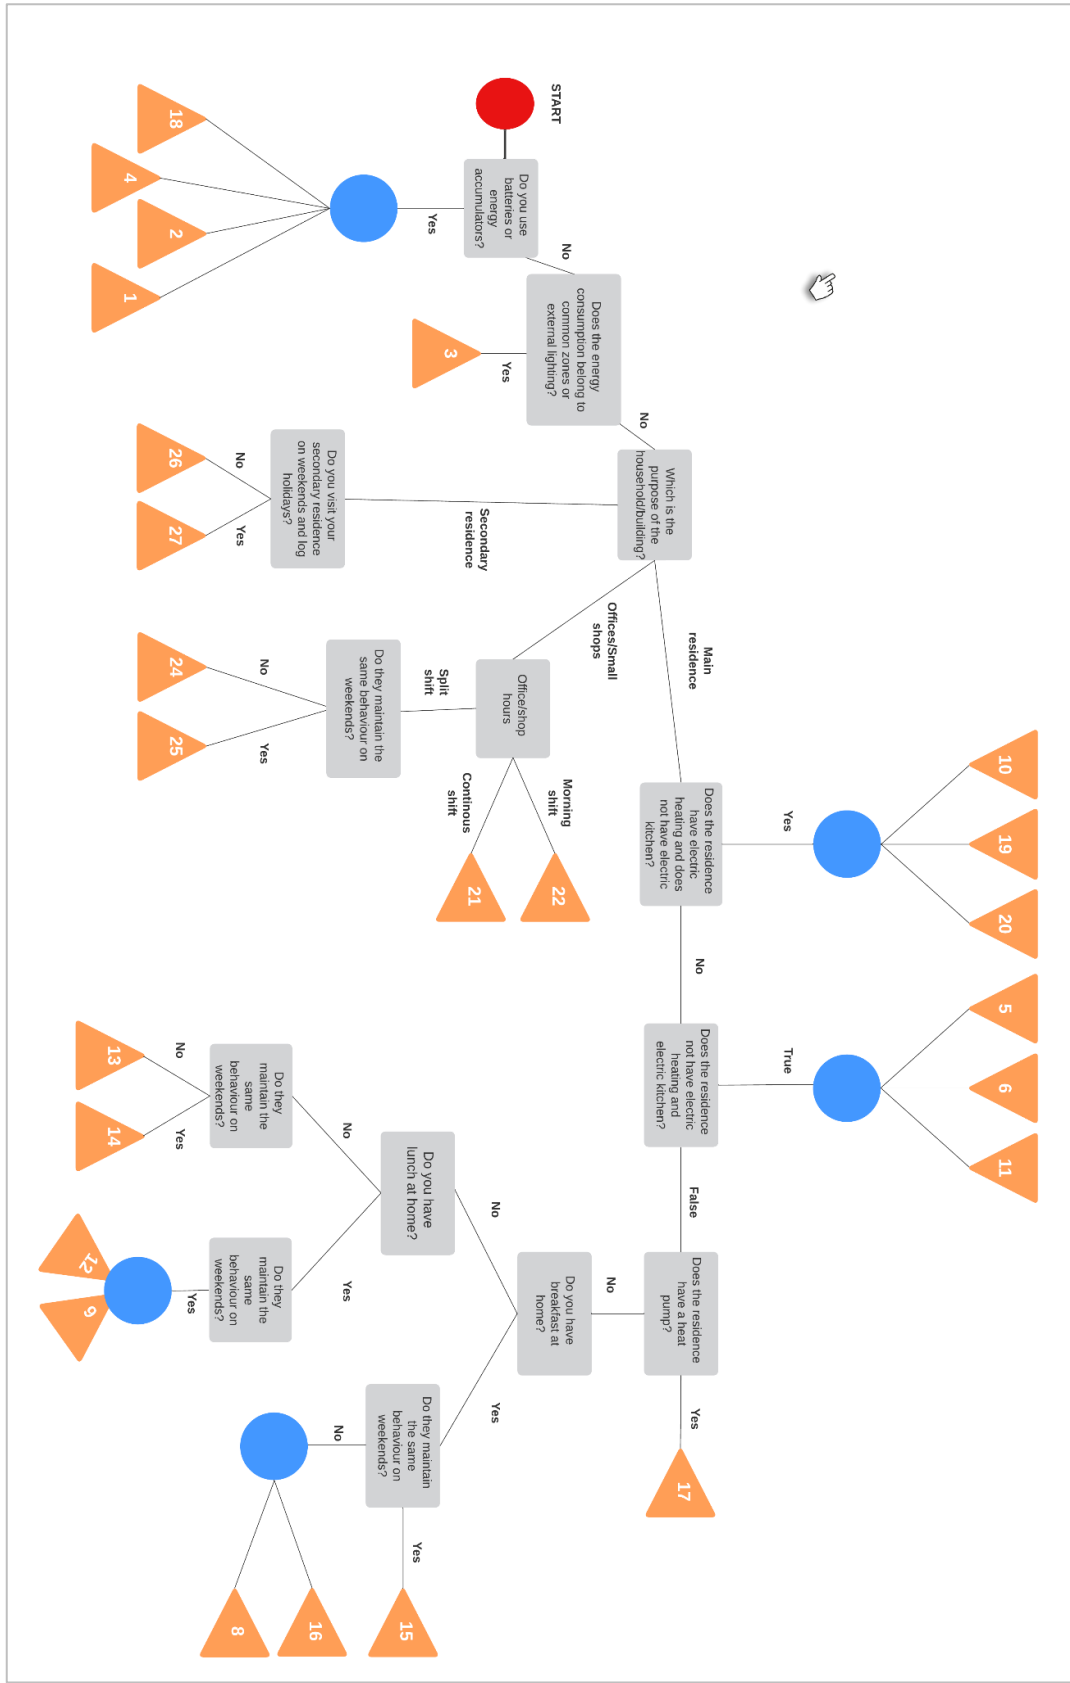 START
Do you use
batteries or
energy
accumulators?
Yes
No
18
4
2
1
Does the energy
consumption belong to
common zones or
external lighting?
Yes
3
No
Which is the
purpose of the
household/building?
Secondary
residence
Do you visit your
secondary residence
on weekends and log
holidays?
No
Yes
26
27
Offices/Small
shops
Main
residence
Office/shop
hours
Split
shift
Do they maintain the
same behaviour on
weekends?
No
Yes
24
25
Continous
shift
Morning
shift
21
22
Does the residence
have electric
heating and does
not have electric
kitchen?
Yes
10
19
20
No
Does the residence
not have electric
heating and
electric kitchen?
True
5
6
11
False
Does the residence
have a heat
pump?
Yes
17
No
Do you have
breakfast at
home?
No
Yes
Do you have
lunch at home?
No
Yes
Do they
maintain the
same
behaviour on
weekends?
No
Yes
13
14
Do they
maintain the
same
behaviour on
weekends?
Yes
12
9
Do they maintain
the same
behaviour on
weekends?
No
Yes
8
16
15